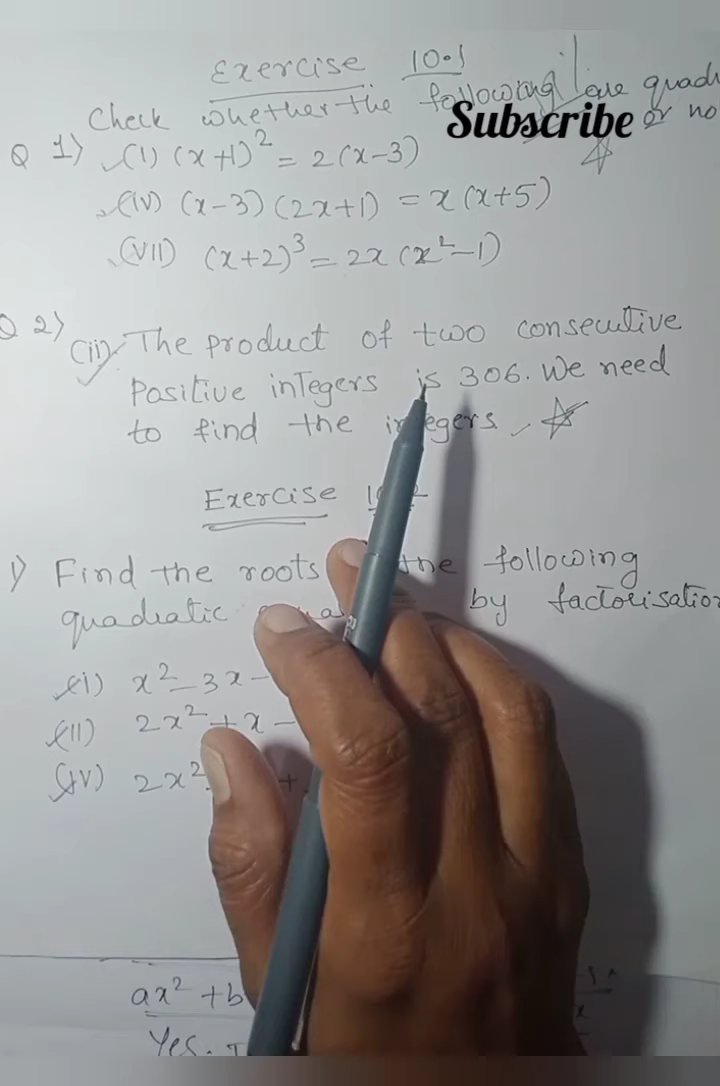 Exercise 10.1
Check whether the following are quad
Subscribe or no
Q 1) (i) (x+1)² = 2(x-3)
(iv) (x-3)(2x+1) = x(x+5)
(VII) (x+2)³ = 2x(x²-1)
Q 2) (ii) The product of two consecutive
Positive integers is 306. We need
to find the integers.
Exercise
1) Find the roots the following
quadratic by factorisation
(i) x²-3x-
(II) 2x²+x-
(iv) 2x² +
ax²+b
Yes.